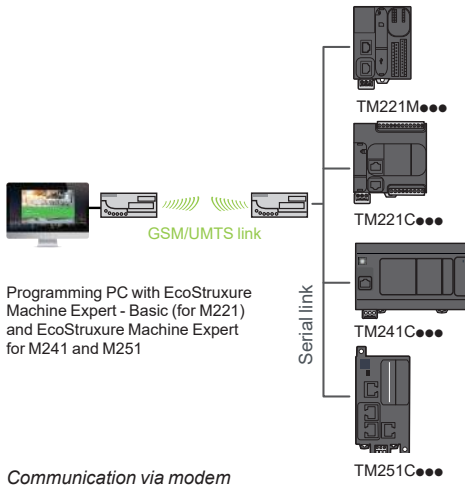 TM221M●●●
TM221C●●●
GSM/UMTS link
Programming PC with EcoStruxure
Machine Expert - Basic (for M221)
and EcoStruxure Machine Expert
for M241 and M251
Serial link
TM241C●●●
TM251C●●●
Communication via modem